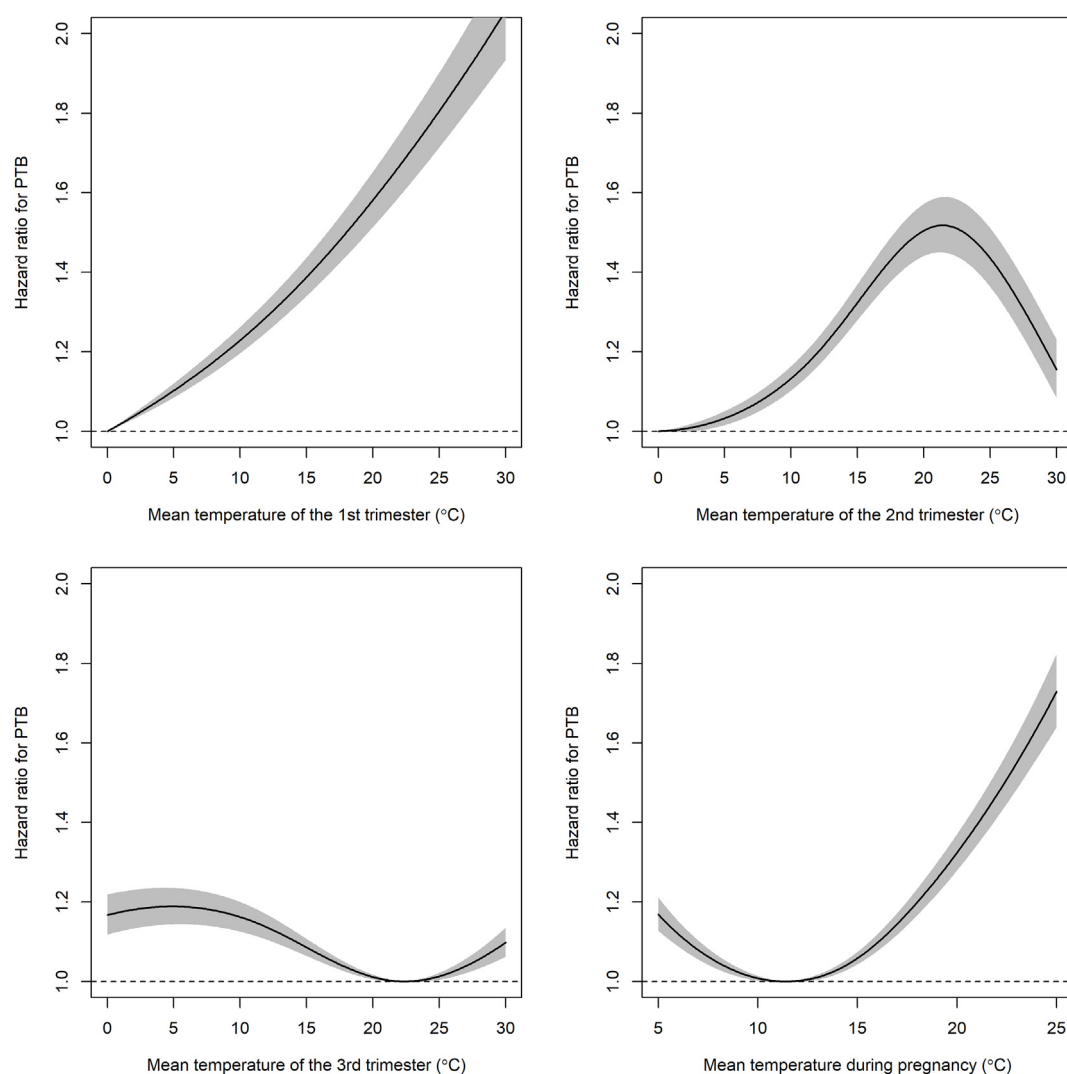 2.0
1.8
1.6
1.4
1.2
1.0
Hazard ratio for PTB
0 5 10 15 20 25 30
Mean temperature of the 1st trimester (°C)
2.0
1.8
1.6
1.4
1.2
1.0
Hazard ratio for PTB
0 5 10 15 20 25 30
Mean temperature of the 2nd trimester (°C)
2.0
1.8
1.6
1.4
1.2
1.0
Hazard ratio for PTB
0 5 10 15 20 25 30
Mean temperature of the 3rd trimester (°C)
2.0
1.8
1.6
1.4
1.2
1.0
Hazard ratio for PTB
5 10 15 20 25
Mean temperature during pregnancy (°C)